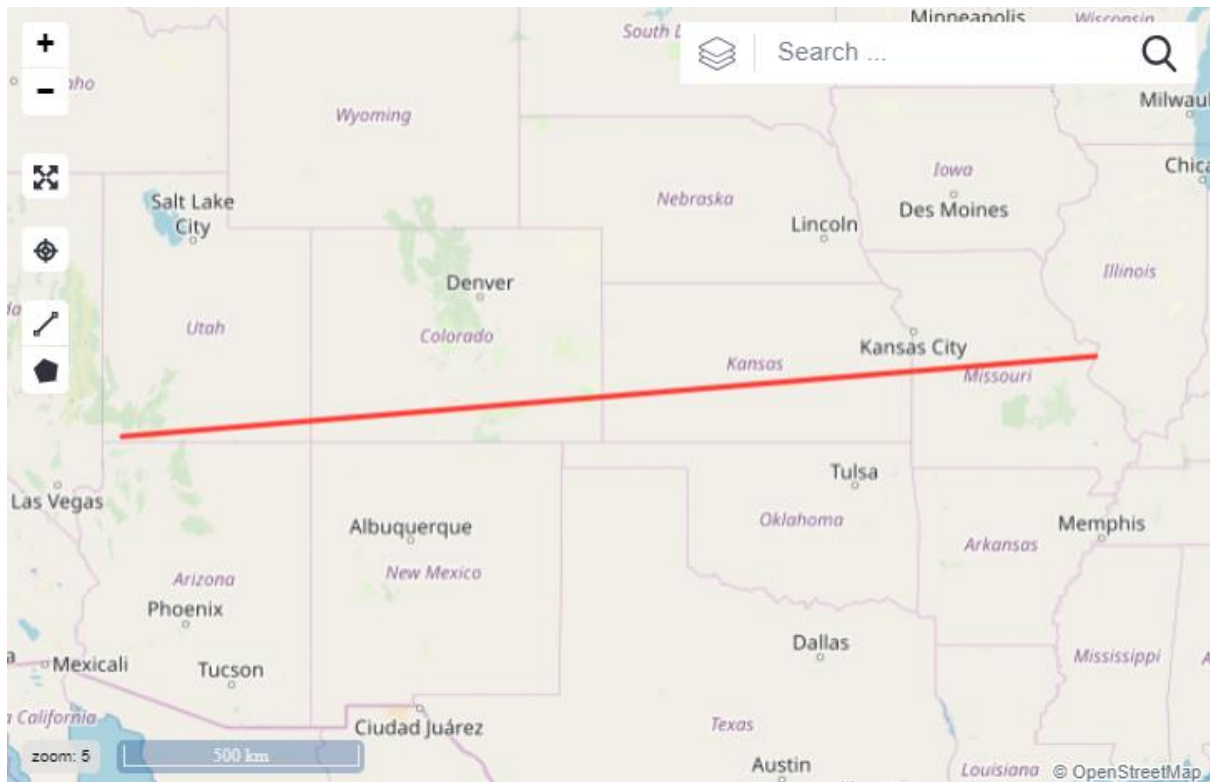 Minneapolis
Wisconsin
South D
+
Search ...
−
aho
Milwau
Wyoming
Chica
Iowa
Salt Lake
City
Nebraska
Des Moines
Lincoln
Illinois
Denver
da
Utah
Colorado
Kansas City
Kansas
Missouri
Tulsa
Las Vegas
Oklahoma
Memphis
Albuquerque
Arkansas
New Mexico
Arizona
Phoenix
Dallas
a
Mexicali
Tucson
Mississippi
A
a California
Ciudad Juárez
Texas
zoom: 5
500 km
Austin
Louisiana
© OpenStreetMap